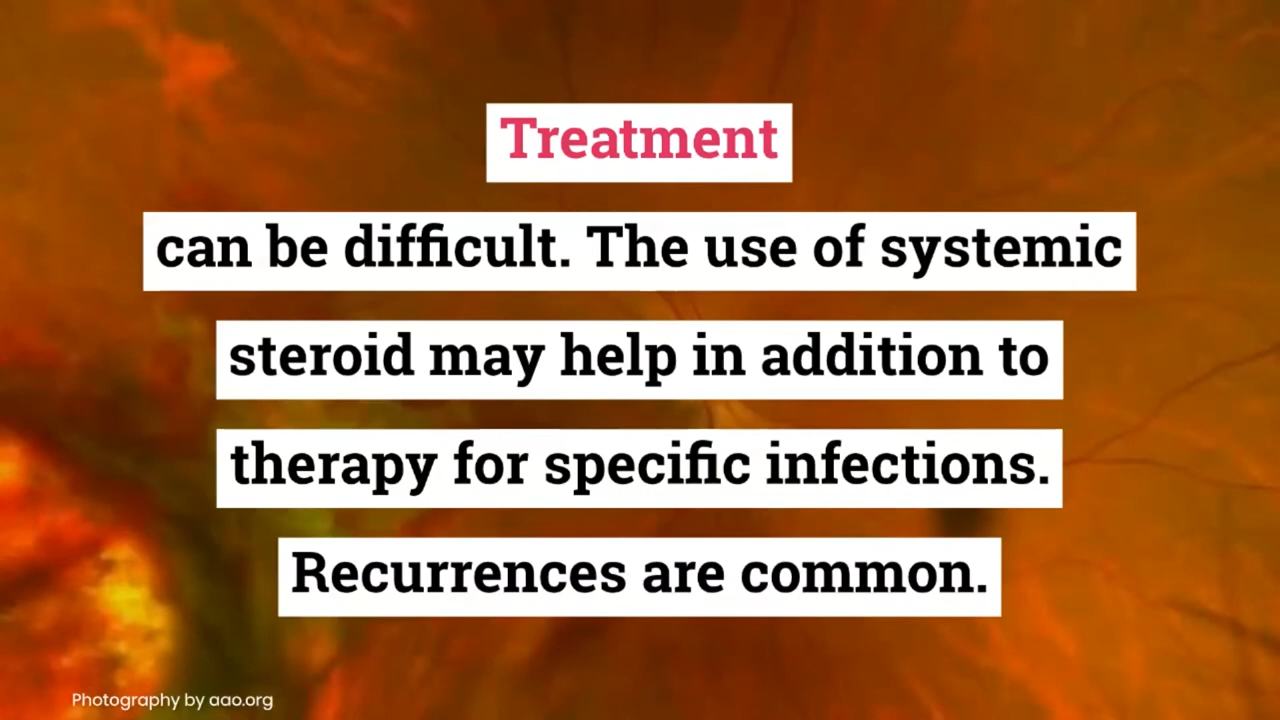 Treatment
can be difficult. The use of systemic
steroid may help in addition to
therapy for specific infections.
Recurrences are common.
Photography by aao.org